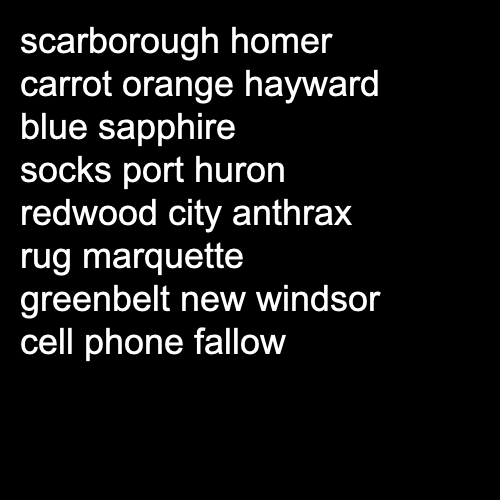 scarborough homer
carrot orange hayward
blue sapphire
socks port huron
redwood city anthrax
rug marquette
greenbelt new windsor
cell phone fallow